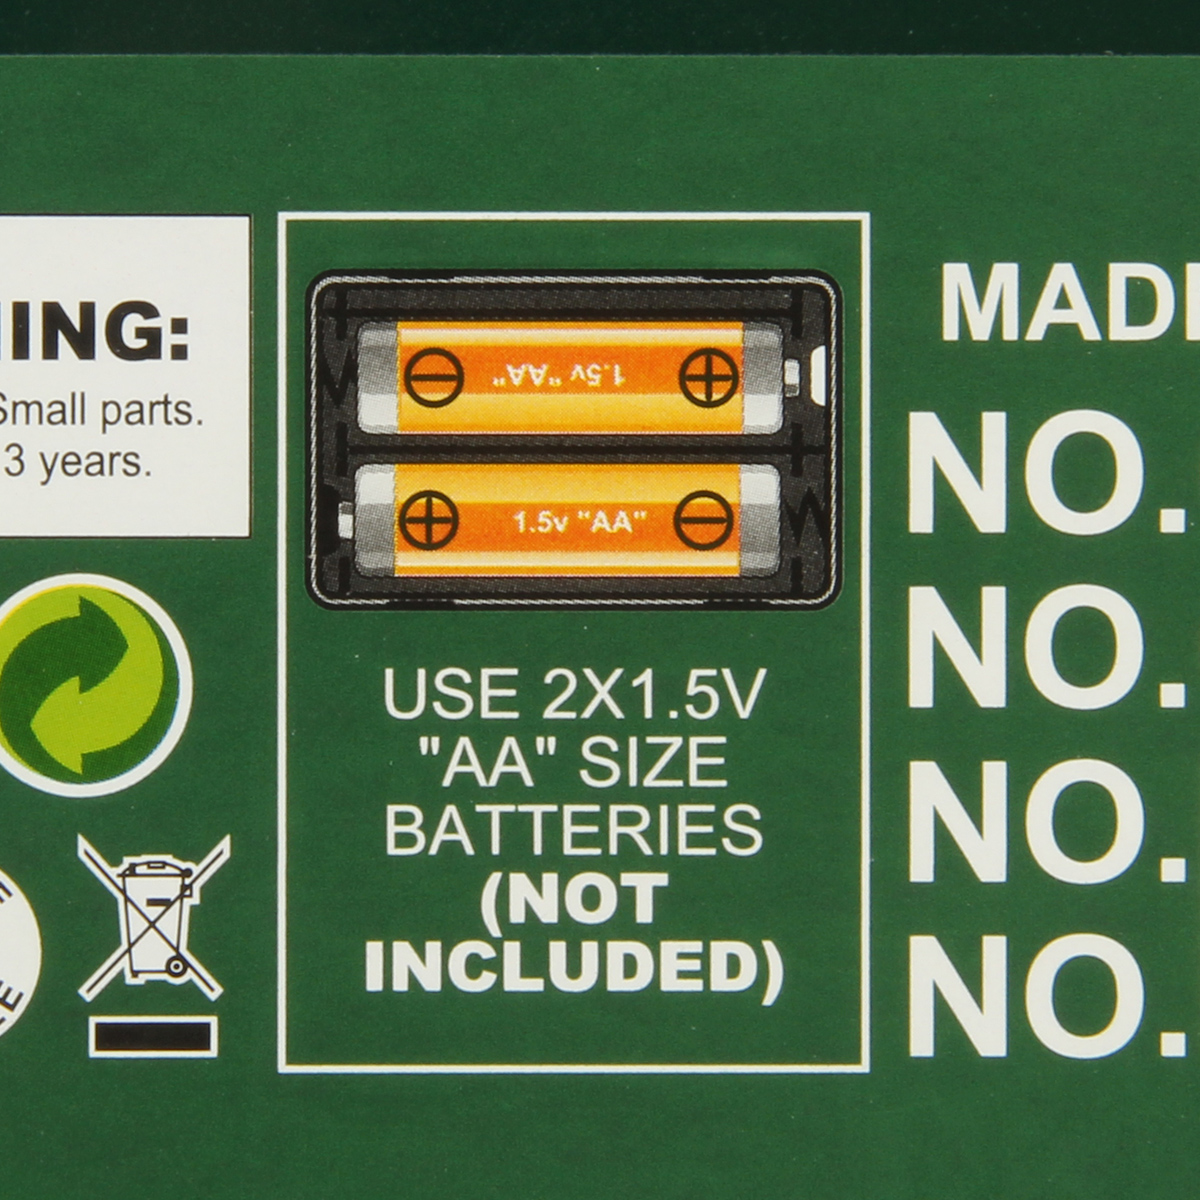 ING:
Small parts.
3 years.
1.5v "AA"
1.5v "AA"
USE 2X1.5V
"AA" SIZE
BATTERIES
(NOT
INCLUDED)
MADE
NO.
NO.
NO.
NO.